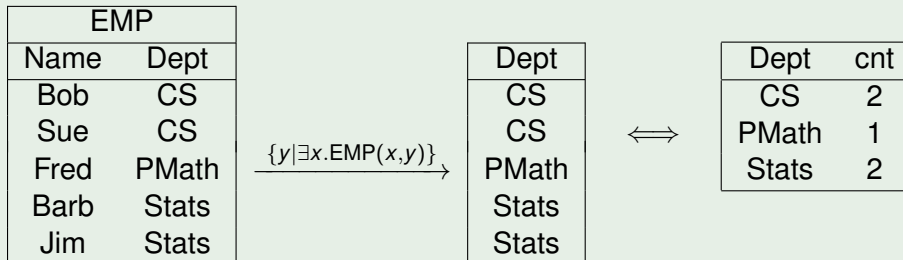 EMP
Name Dept
Bob CS
Sue CS
Fred PMath
Barb Stats
Jim Stats
{y|∃x.EMP(x,y)}
Dept
CS
CS
PMath
Stats
Stats
⟺
Dept cnt
CS 2
PMath 1
Stats 2